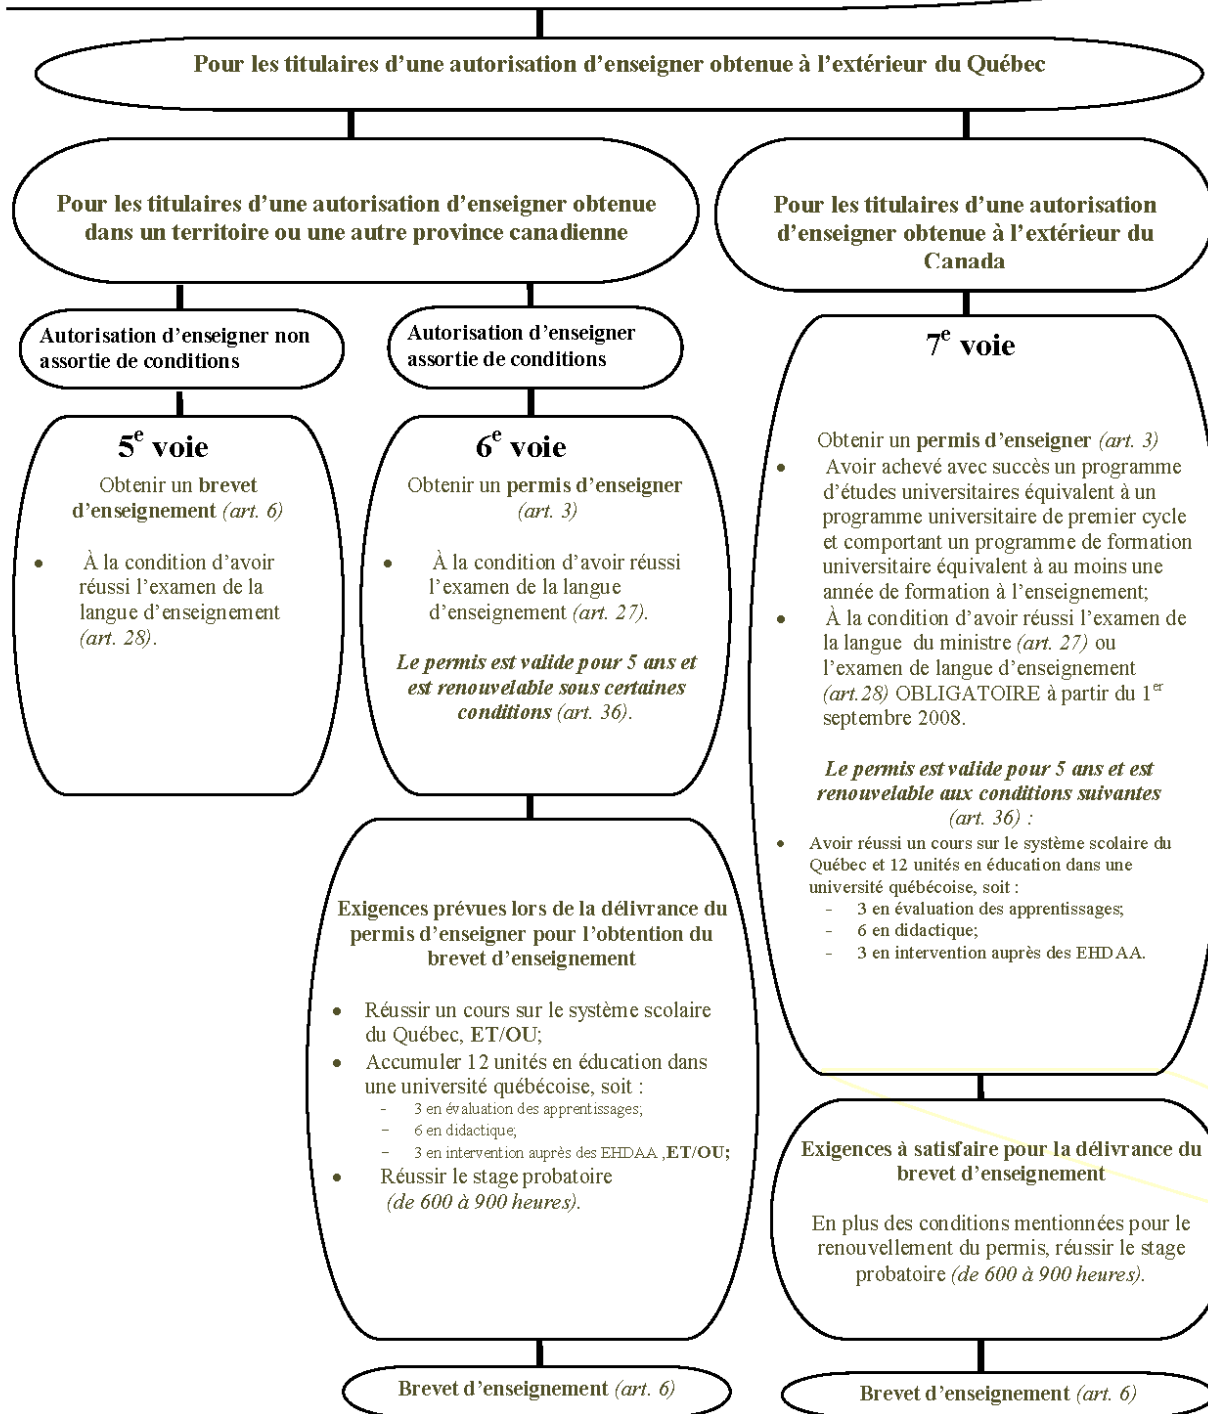 Pour les titulaires d'une autorisation d'enseigner obtenue à l'extérieur du Québec
Pour les titulaires d'une autorisation d'enseigner obtenue
dans un territoire ou une autre province canadienne
Pour les titulaires d'une autorisation
d'enseigner obtenue à l'extérieur du
Canada
Autorisation d'enseigner non
assortie de conditions
Autorisation d'enseigner
assortie de conditions
5e voie
Obtenir un brevet
d'enseignement (art. 6)
• À la condition d'avoir
réussi l'examen de la
langue d'enseignement
(art. 28).
6e voie
Obtenir un permis d'enseigner
(art. 3)
• À la condition d'avoir réussi
l'examen de la langue
d'enseignement (art. 27).
Le permis est valide pour 5 ans et
est renouvelable sous certaines
conditions (art. 36).
Exigences prévues lors de la délivrance du
permis d'enseigner pour l'obtention du
brevet d'enseignement
• Réussir un cours sur le système scolaire
du Québec, ET/OU;
• Accumuler 12 unités en éducation dans
une université québécoise, soit :
- 3 en évaluation des apprentissages;
- 6 en didactique;
- 3 en intervention auprès des EHDAA ,ET/OU;
• Réussir le stage probatoire
(de 600 à 900 heures).
Brevet d'enseignement (art. 6)
7e voie
Obtenir un permis d'enseigner (art. 3)
• Avoir achevé avec succès un programme
d'études universitaires équivalent à un
programme universitaire de premier cycle
et comportant un programme de formation
universitaire équivalent à au moins une
année de formation à l'enseignement;
• À la condition d'avoir réussi l'examen de
la langue du ministre (art. 27) ou
l'examen de langue d'enseignement
(art.28) OBLIGATOIRE à partir du 1er
septembre 2008.
Le permis est valide pour 5 ans et est
renouvelable aux conditions suivantes
(art. 36) :
• Avoir réussi un cours sur le système scolaire du
Québec et 12 unités en éducation dans une
université québécoise, soit :
- 3 en évaluation des apprentissages;
- 6 en didactique;
- 3 en intervention auprès des EHDAA.
Exigences à satisfaire pour la délivrance du
brevet d'enseignement
En plus des conditions mentionnées pour le
renouvellement du permis, réussir le stage
probatoire (de 600 à 900 heures).
Brevet d'enseignement (art. 6)